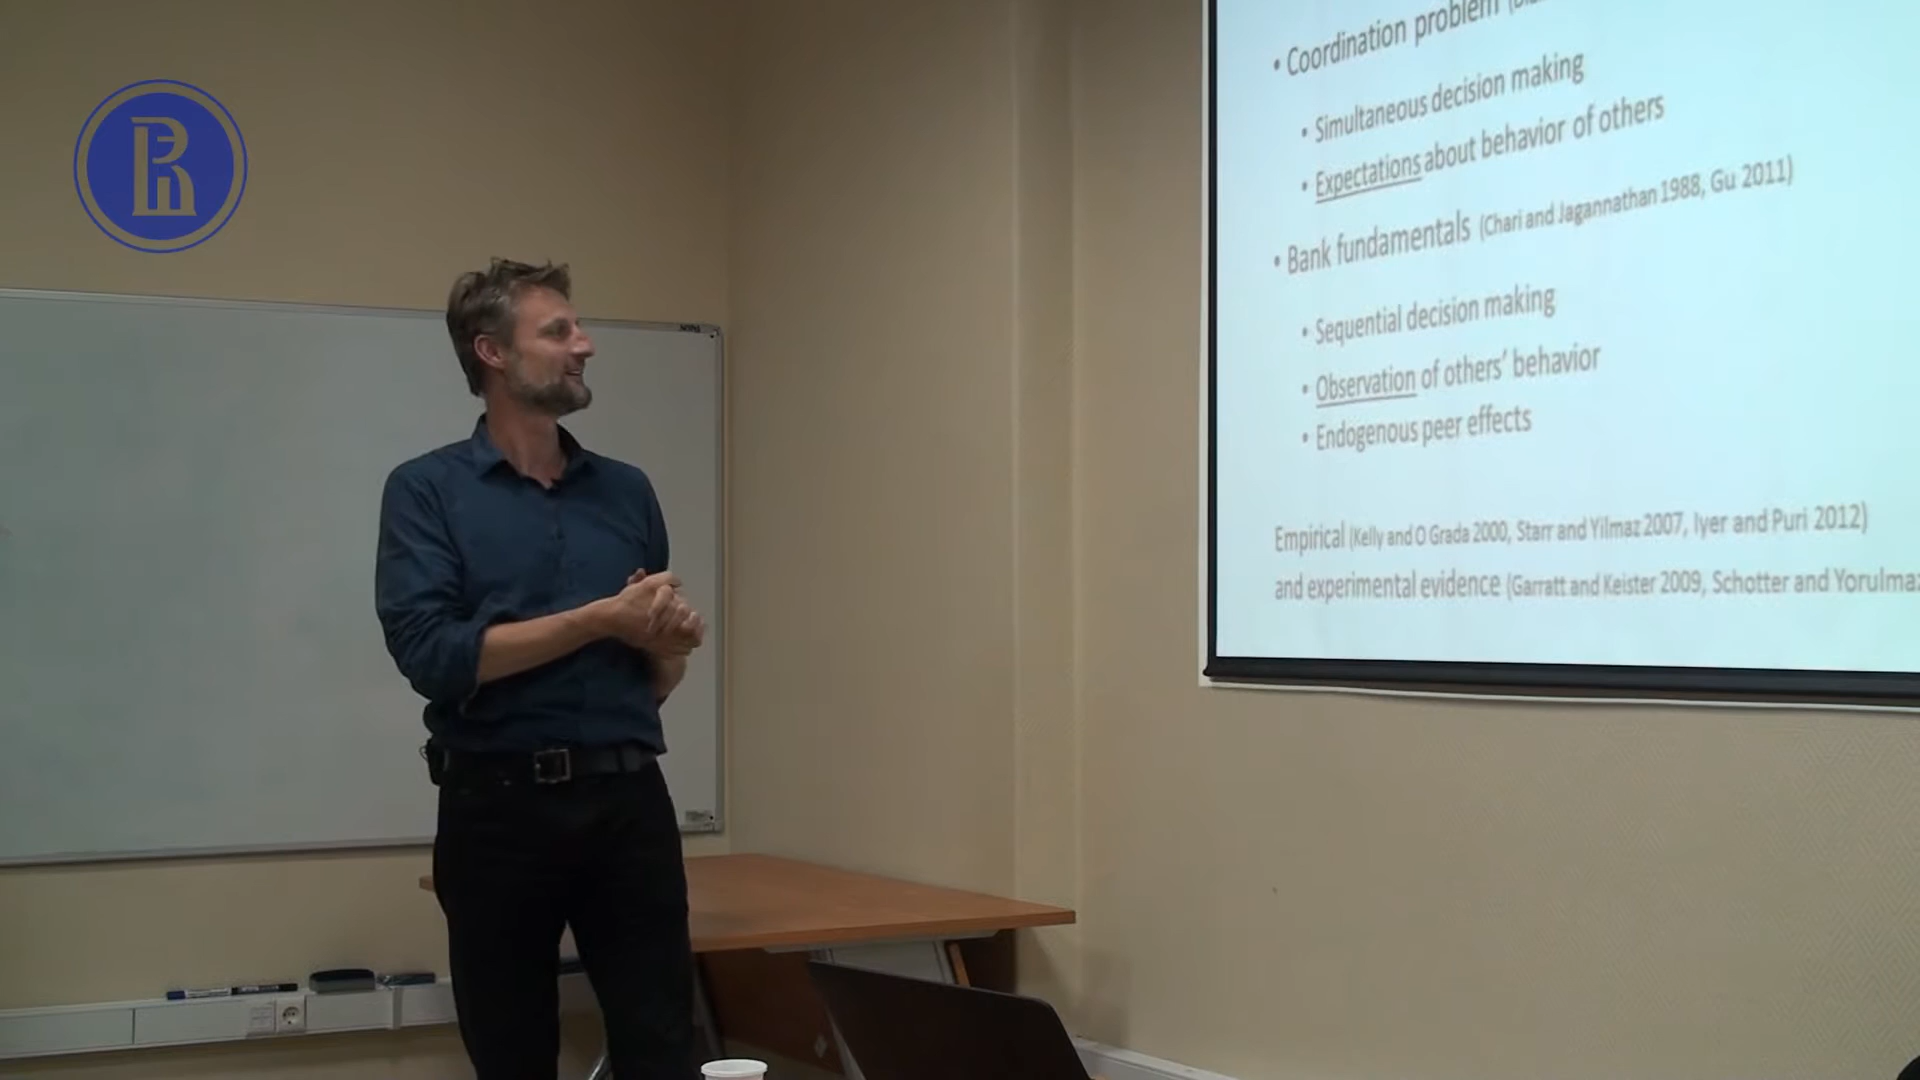 • Coordination problem
• Simultaneous decision making
• Expectations about behavior of others
• Bank fundamentals (Chari and Jagannathan 1988, Gu 2011)
• Sequential decision making
• Observation of others' behavior
• Endogenous peer effects
Empirical (Kelly and O Grada 2000, Starr and Yilmaz 2007, Iyer and Puri 2012)
and experimental evidence (Garratt and Keister 2009, Schotter and Yorulmaz